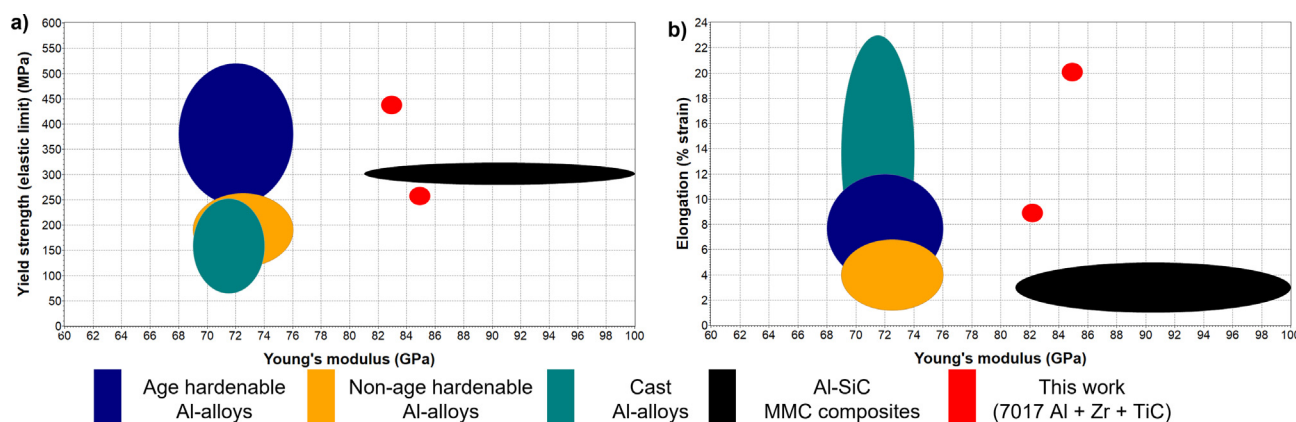 a)
Yield strength (elastic limit) (MPa)
600
550
500
450
400
350
300
250
200
150
100
50
0
60 62 64 66 68 70 72 74 76 78 80 82 84 86 88 90 92 94 96 98 100
Young's modulus (GPa)
b)
Elongation (% strain)
24
22
20
18
16
14
12
10
8
6
4
2
0
60 62 64 66 68 70 72 74 76 78 80 82 84 86 88 90 92 94 96 98 100
Young's modulus (GPa)
Age hardenable
Al-alloys
Non-age hardenable
Al-alloys
Cast
Al-alloys
Al-SiC
MMC composites
This work
(7017 Al + Zr + TiC)